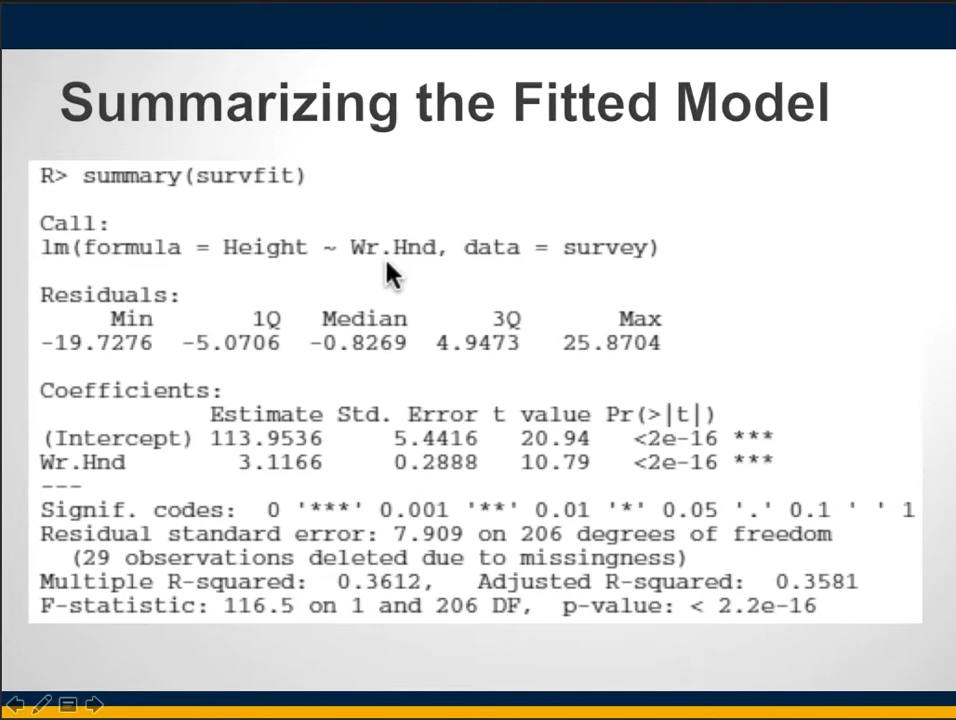 Summarizing the Fitted Model
R> summary(survfit)
Call:
lm(formula = Height ~ Wr.Hnd, data = survey)
Residuals:
Min 1Q Median 3Q Max
-19.7276 -5.0706 -0.8269 4.9473 25.8704
Coefficients:
Estimate Std. Error t value Pr(>|t|)
(Intercept) 113.9536 5.4416 20.94 <2e-16 ***
Wr.Hnd 3.1166 0.2888 10.79 <2e-16 ***
---
Signif. codes: 0 '***' 0.001 '**' 0.01 '*' 0.05 '.' 0.1 ' ' 1
Residual standard error: 7.909 on 206 degrees of freedom
(29 observations deleted due to missingness)
Multiple R-squared: 0.3612, Adjusted R-squared: 0.3581
F-statistic: 116.5 on 1 and 206 DF, p-value: < 2.2e-16